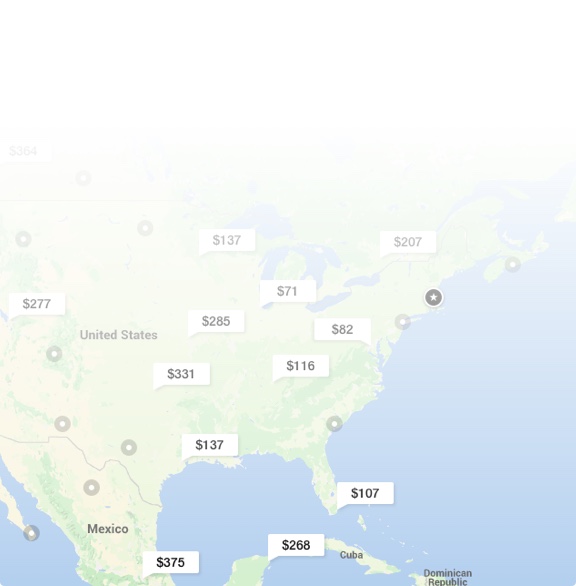 $364
$137
$207
$71
$277
$285
$82
United States
$116
$331
$137
$107
Mexico
$268
Cuba
$375
Dominican
Republic